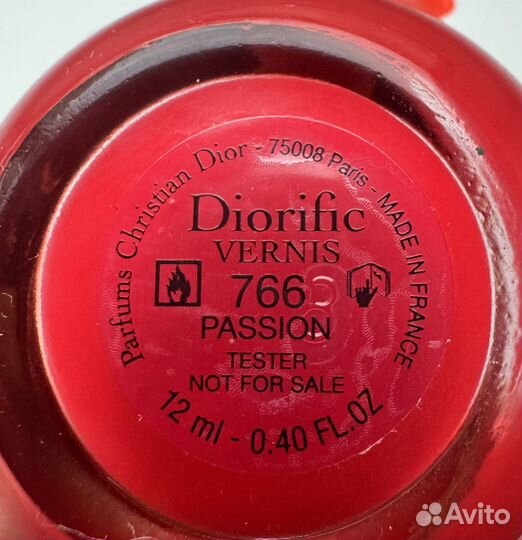 Parfums Christian Dior - 75008 Paris - MADE IN FRANCE
Diorific
VERNIS
766
PASSION
TESTER
NOT FOR SALE
12 ml - 0.40 FL.OZ
Avito